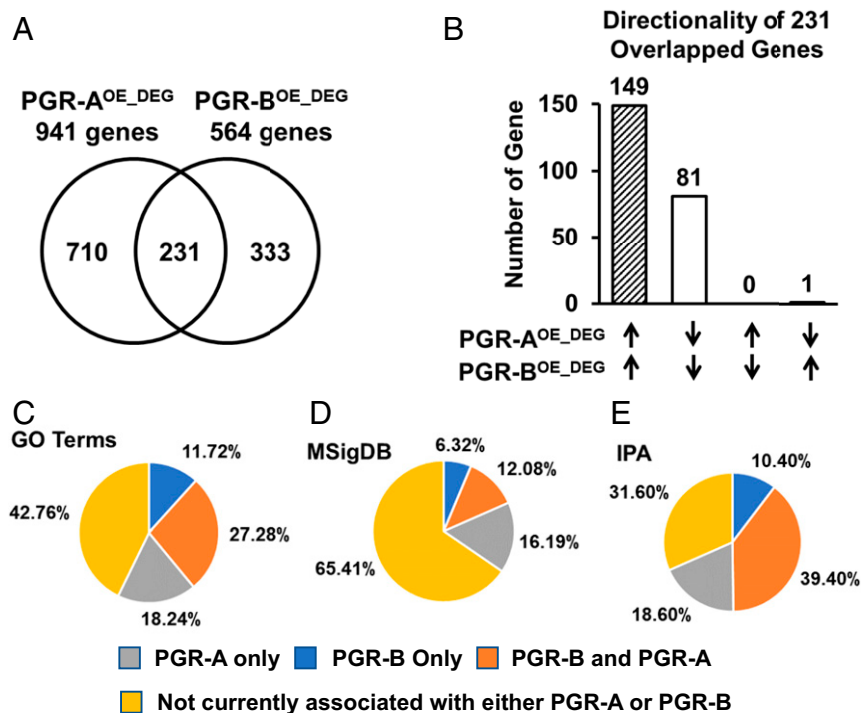 A
PGR-A^OE_DEG
941 genes
PGR-B^OE_DEG
564 genes
710
231
333
B
Directionality of 231
Overlapped Genes
Number of Gene
150
100
50
0
149
81
0
1
PGR-A^OE_DEG ↑ ↓ ↑ ↓
PGR-B^OE_DEG ↑ ↓ ↓ ↑
C
GO Terms
11.72%
27.28%
18.24%
42.76%
D
MSigDB
6.32%
12.08%
16.19%
65.41%
E
IPA
10.40%
39.40%
18.60%
31.60%
PGR-A only
PGR-B Only
PGR-B and PGR-A
Not currently associated with either PGR-A or PGR-B